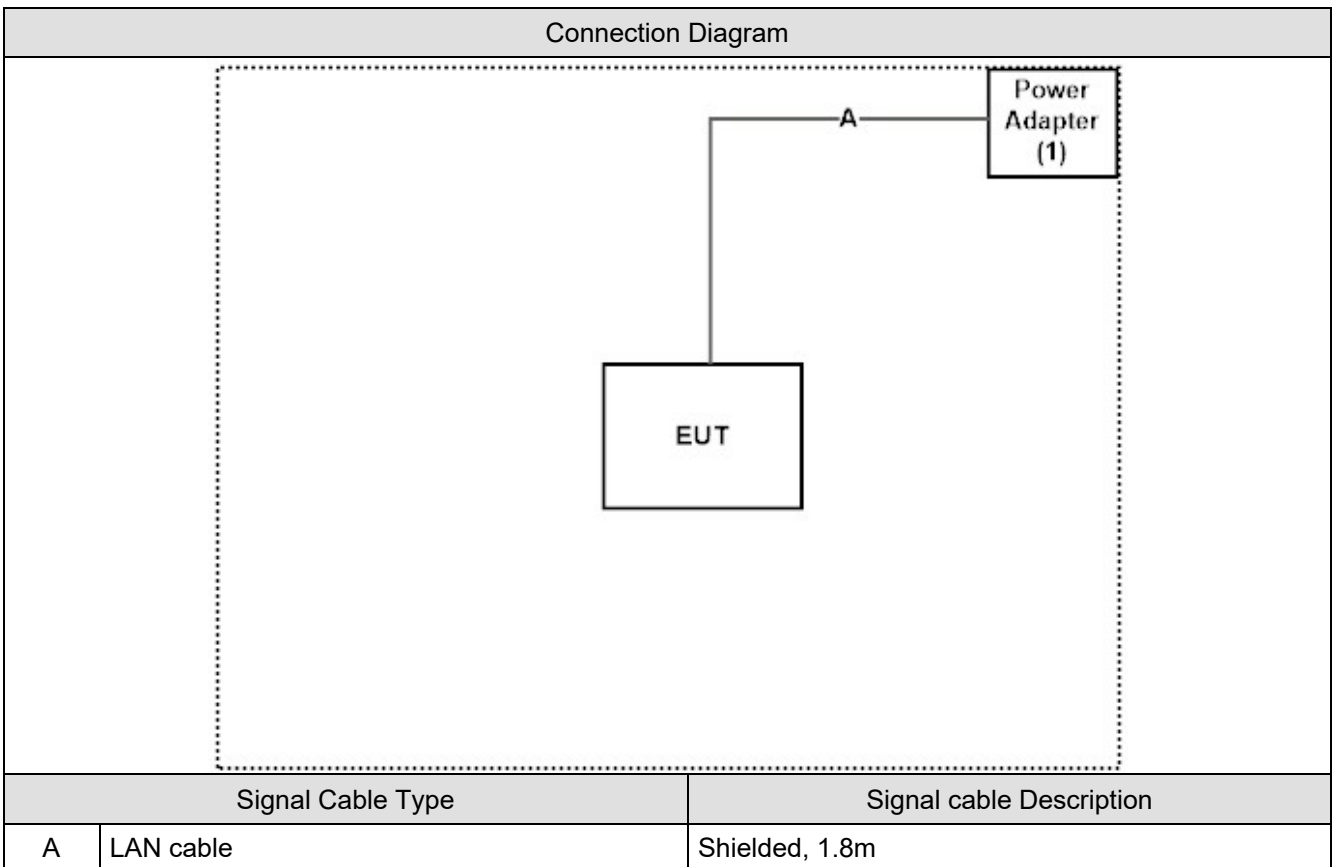 Connection Diagram
Power
Adapter
(1)
A
EUT
Signal Cable Type
Signal cable Description
A
LAN cable
Shielded, 1.8m